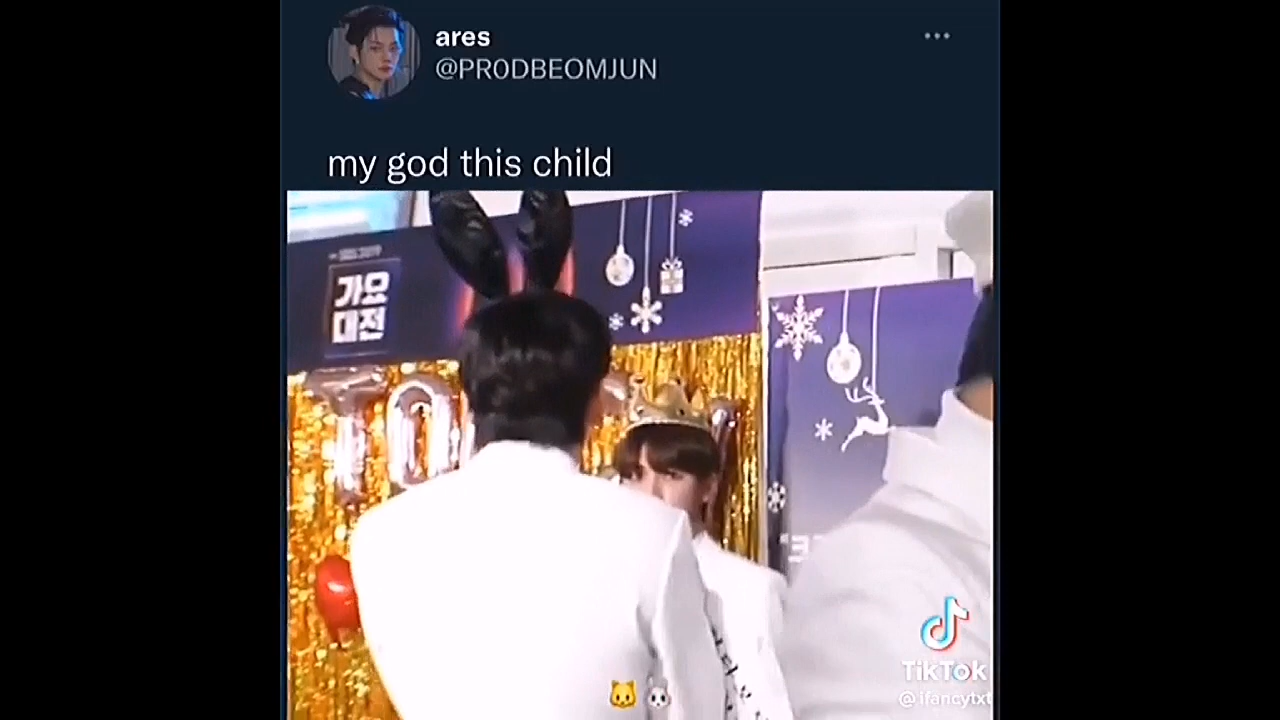 ares
@PR0DBEOMJUN
my god this child
가요
대전
TikTok
@ifancytxt